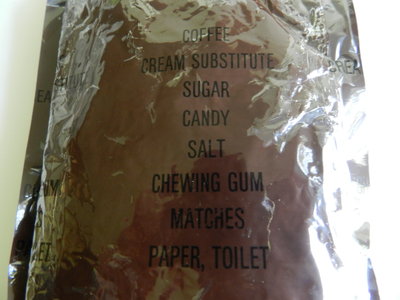 COFFEE
CREAM SUBSTITUTE
SUGAR
CANDY
SALT
CHEWING GUM
MATCHES
PAPER, TOILET